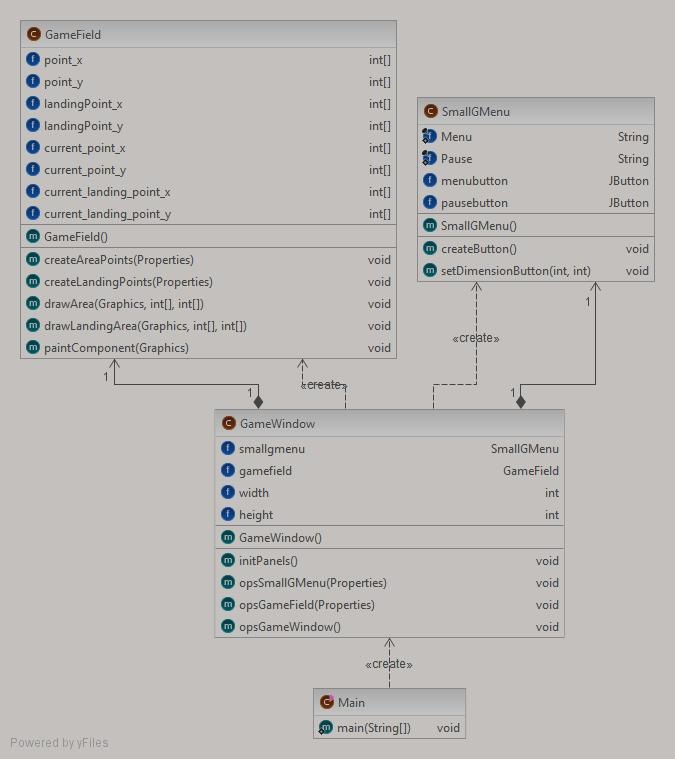 GameField
point_x int[]
point_y int[]
landingPoint_x int[]
landingPoint_y int[]
current_point_x int[]
current_point_y int[]
current_landing_point_x int[]
current_landing_point_y int[]
GameField()
createAreaPoints(Properties) void
createLandingPoints(Properties) void
drawArea(Graphics, int[], int[]) void
drawLandingArea(Graphics, int[], int[]) void
paintComponent(Graphics) void
SmallGMenu
Menu String
Pause String
menubutton JButton
pausebutton JButton
SmallGMenu()
createButton() void
setDimensionButton(int, int) void
1
«create»
1
«create»
1
1
GameWindow
smallgmenu SmallGMenu
gamefield GameField
width int
height int
GameWindow()
initPanels() void
opsSmallGMenu(Properties) void
opsGameField(Properties) void
opsGameWindow() void
«create»
Main
main(String[]) void
Powered by yFiles